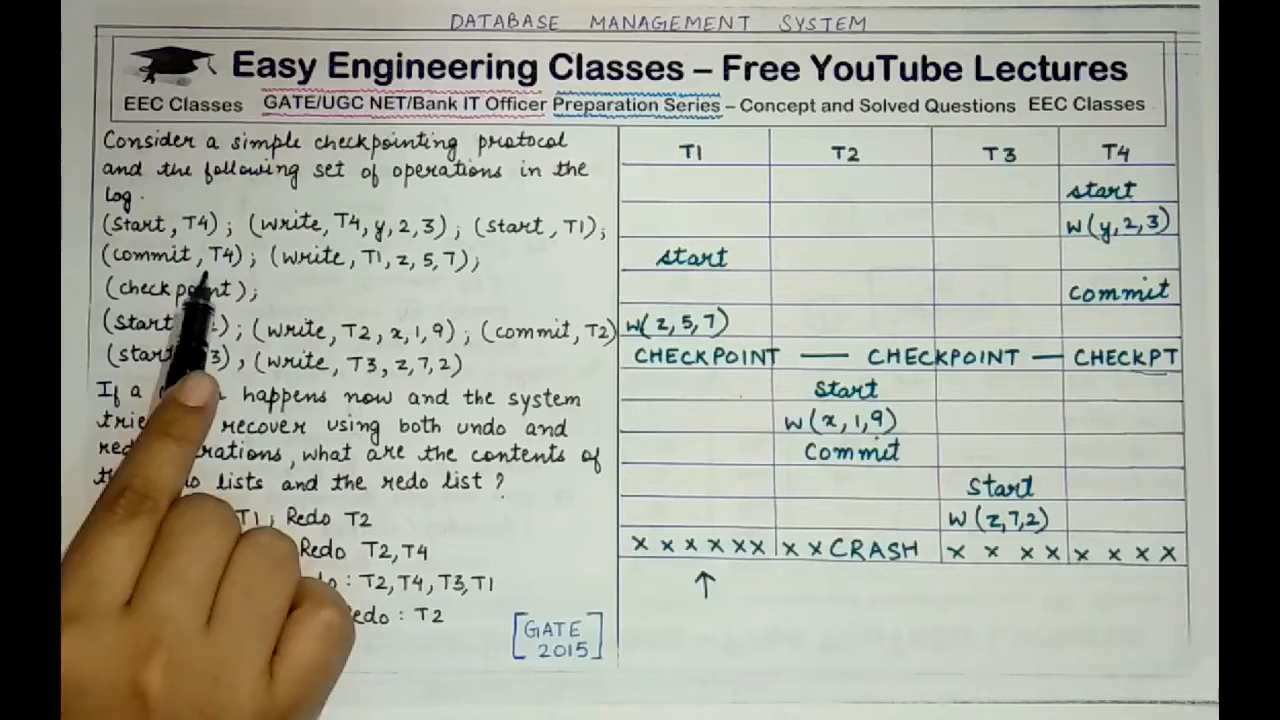 DATABASE MANAGEMENT SYSTEM
Easy Engineering Classes – Free YouTube Lectures
EEC Classes GATE/UGC NET/Bank IT Officer Preparation Series – Concept and Solved Questions EEC Classes
Consider a simple checkpointing protocol
and the following set of operations in the
log.
(Start, T4); (write, T4, y, 2, 3); (start, T1);
(commit, T4); (write, T1, z, 5, 7);
(check);
(Start ); (write, T2, x, 1, 9); (commit, T2)
(start 3), (write, T3, z, 7, 2)
If a happens now and the system
recover using both undo and
operations, what are the contents of
lists and the redo list?
T1; Redo T2
Redo T2, T4
: T2, T4, T3, T1
Redo : T2
[GATE
2015]
T1 T2 T3 T4
start
W(y,2,3)
start
commit
W(z,5,7)
CHECKPOINT — CHECKPOINT — CHECKPT
Start
W(x,1,9)
Commit
Start
W(z,7,2)
x x x x x x x x CRASH x x x x x x x x